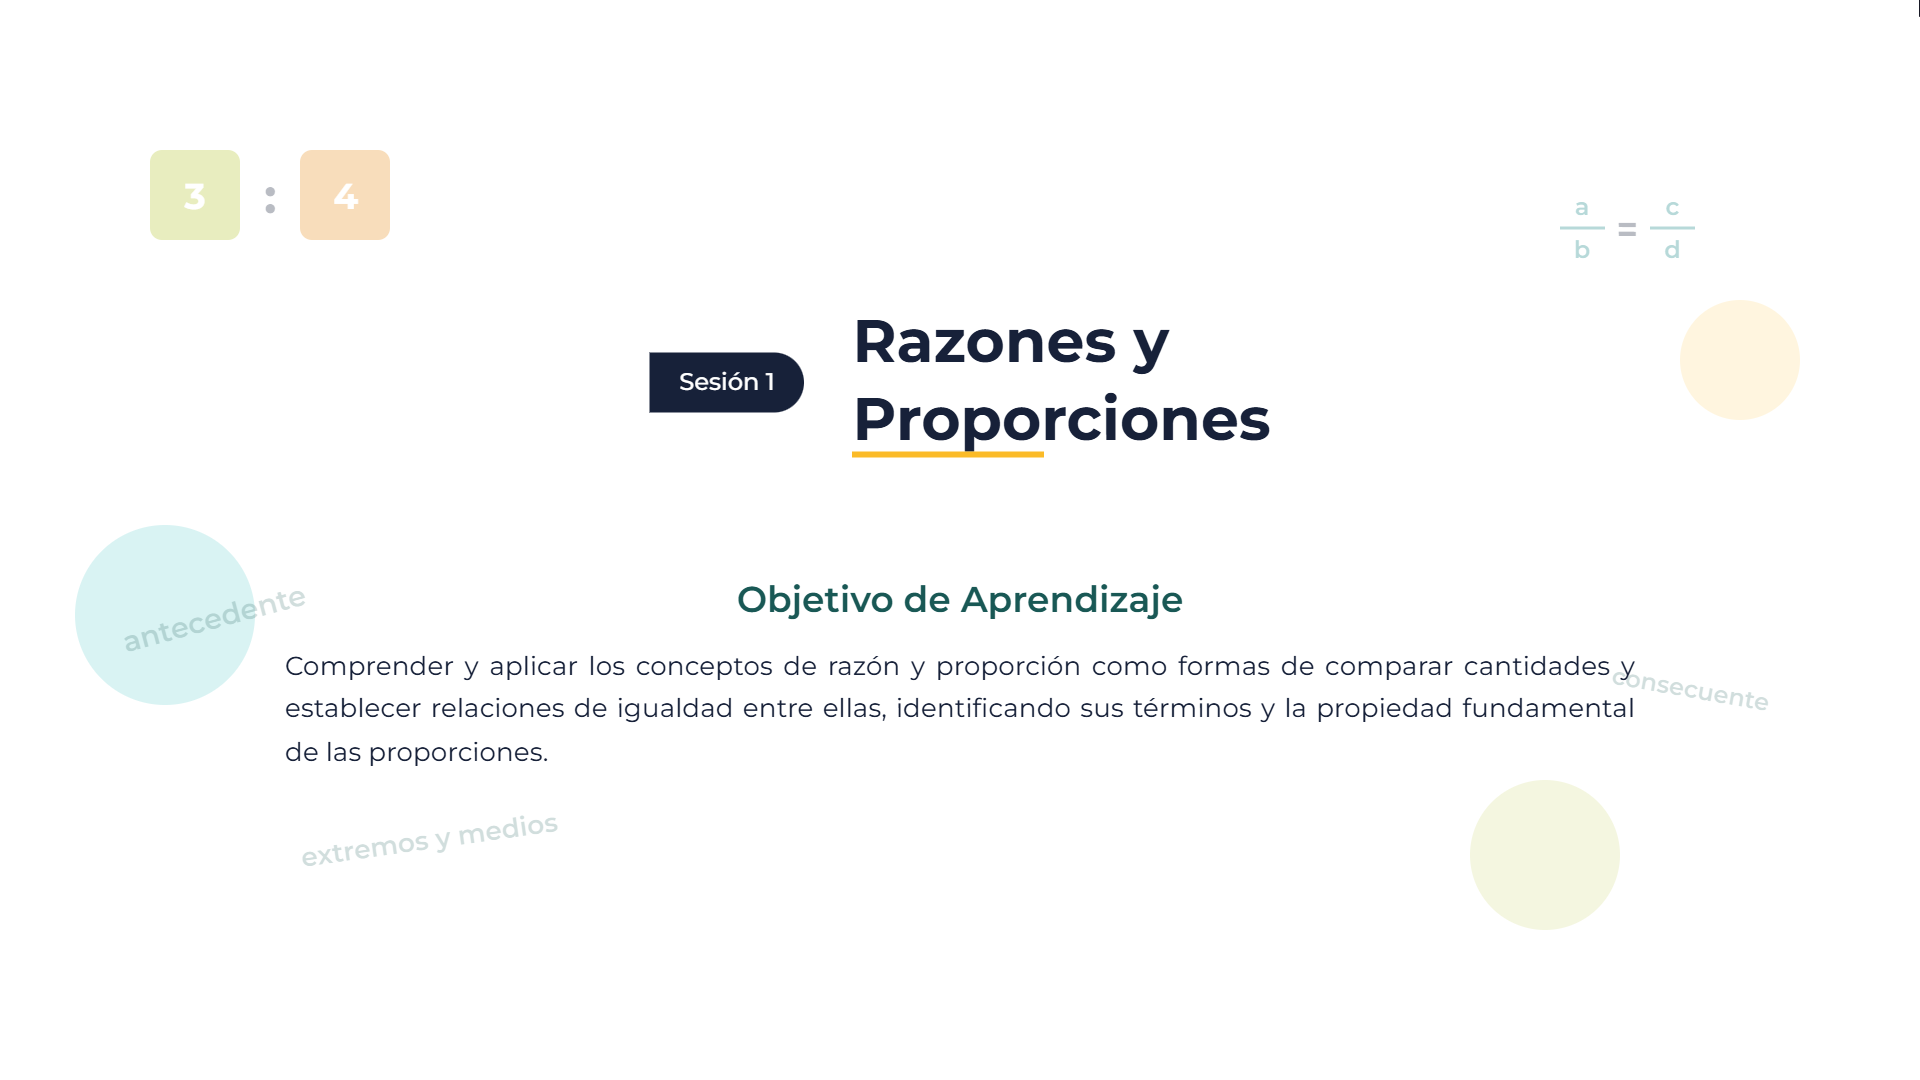 3 : 4
a c
=
b d
Razones y
Sesión 1
Proporciones
Objetivo de Aprendizaje
antecedente
Comprender y aplicar los conceptos de razón y proporción como formas de comparar cantidades y
consecuente
establecer relaciones de igualdad entre ellas, identificando sus términos y la propiedad fundamental
de las proporciones.
extremos y medios